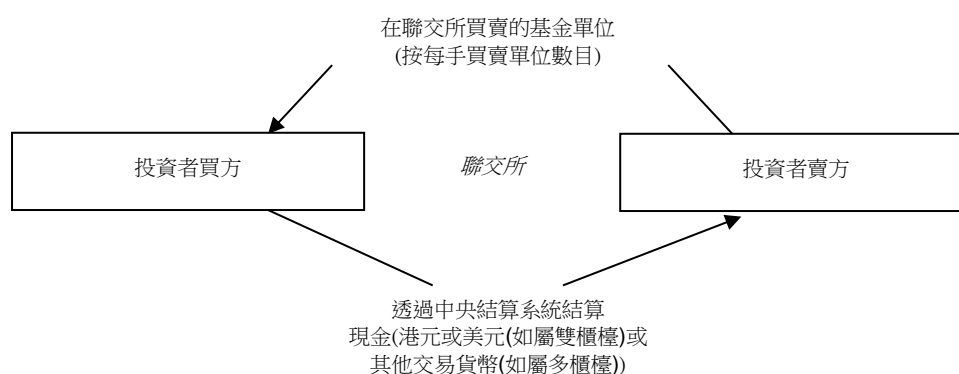 在聯交所買賣的基金單位
(按每手買賣單位數目)
投資者買方
聯交所
投資者賣方
透過中央結算系統結算
現金(港元或美元(如屬雙櫃檯)或
其他交易貨幣(如屬多櫃檯))